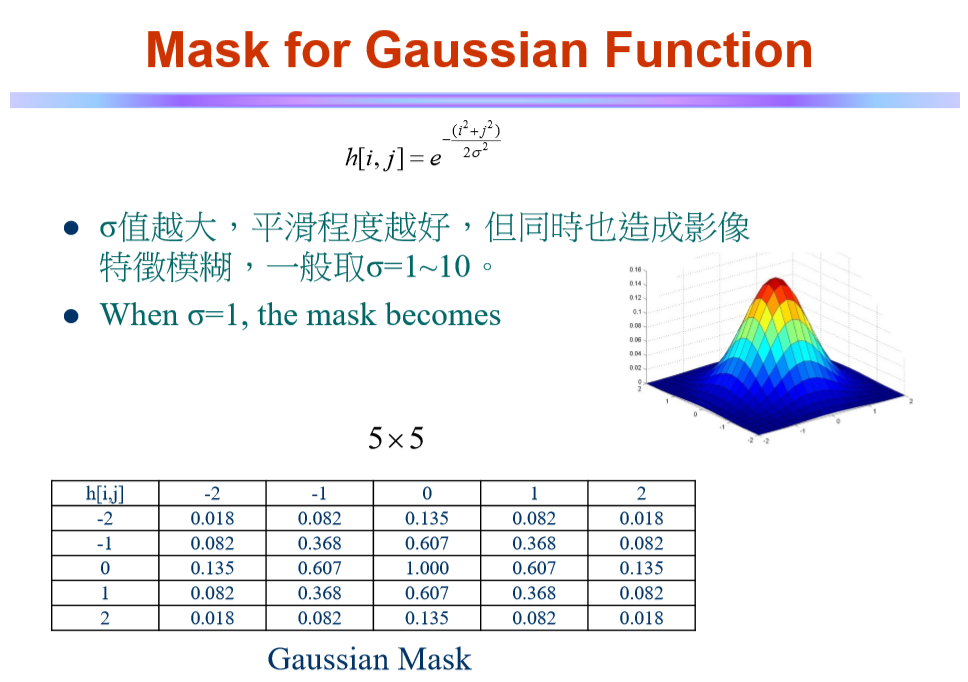 Mask for Gaussian Function
h[i, j] = e^{-\frac{(i^2+j^2)}{2σ^2}}
● σ值越大，平滑程度越好，但同時也造成影像
特徵模糊，一般取σ=1~10。
● When σ=1, the mask becomes
0.16
0.14
0.12
0.1
0.08
0.06
0.04
0.02
0
2
1
0
-1
-2
-2
-1
0
1
2
5×5
h[i,j] -2 -1 0 1 2
-2 0.018 0.082 0.135 0.082 0.018
-1 0.082 0.368 0.607 0.368 0.082
0 0.135 0.607 1.000 0.607 0.135
1 0.082 0.368 0.607 0.368 0.082
2 0.018 0.082 0.135 0.082 0.018
Gaussian Mask